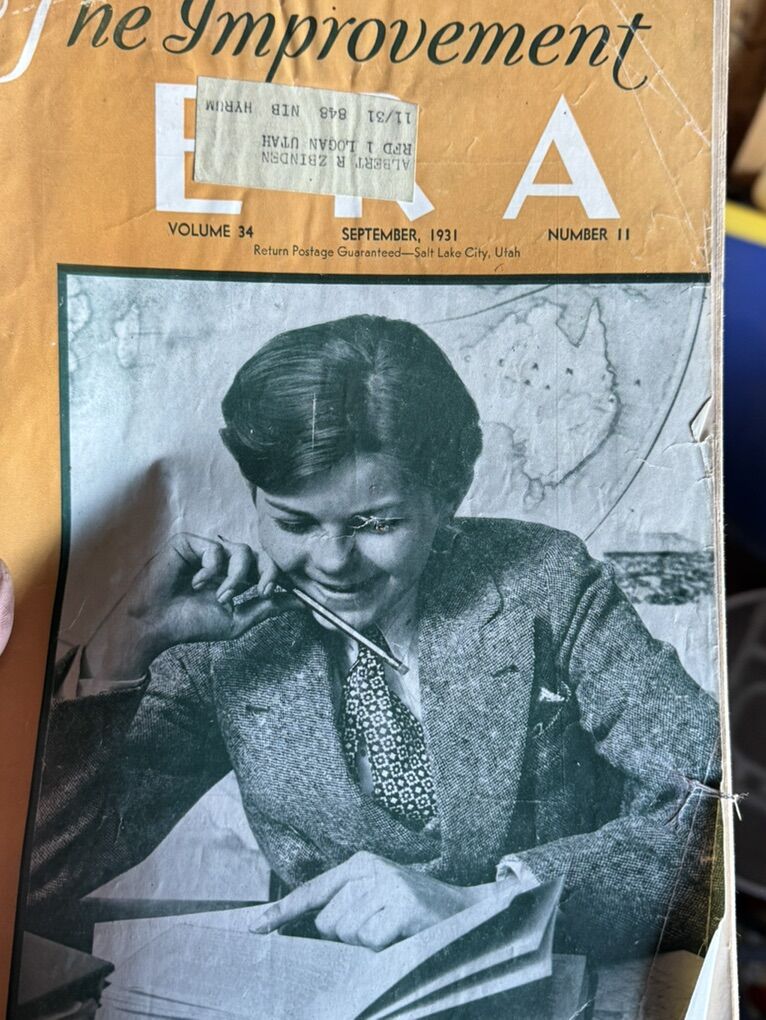 The Improvement
ERA
11/31 848 NIB HYRUM
ALBERT R ZBINDEN
RFD 1 LOGAN UTAH
VOLUME 34 SEPTEMBER, 1931 NUMBER 11
Return Postage Guaranteed—Salt Lake City, Utah